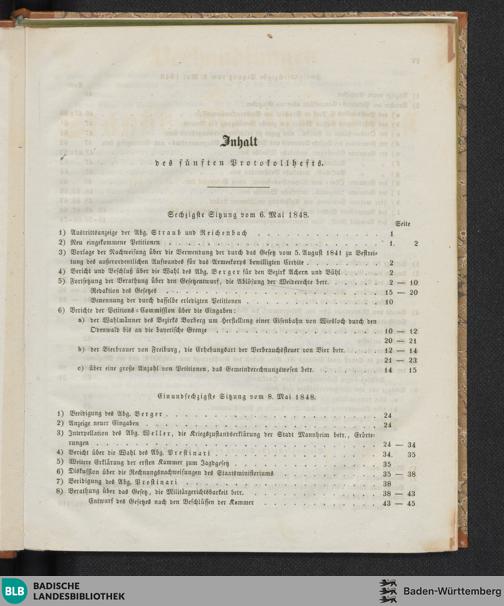 Inhalt
des fünften Protokollhefts.
Sechzigste Sitzung vom 6. Mai 1848.
Seite
1) Austrittsanzeige der Abg. Straub und Reichenbach . . . 1
2) Neu eingekommene Petitionen . . . 1. 2
3) Vorlage der Nachweisung über die Verwendung der durch das Gesetz vom 5. August 1841 zu Bestrei-
tung des außerordentlichen Aufwandes für das Armeekorps bewilligten Credite . . . 2
4) Bericht und Beschluß über die Wahl des Abg. Berger für den Bezirk Achern und Bühl . . . 2
5) Fortsetzung der Berathung über den Gesetzentwurf, die Ablösung der Weiderechte betr. . . . 2 — 10
Redaktion des Gesetzes . . . 15 — 20
Benennung der durch dasselbe erledigten Petitionen . . . 10
6) Berichte der Petitions-Commission über die Eingaben:
a) der Wahlmänner des Bezirks Boxberg um Herstellung einer Eisenbahn von Wiesloch durch den
Odenwald bis an die bayerische Grenze . . . 10 — 12
20 — 21
b) der Bierbrauer von Freiburg, die Erhebungsart der Verbrauchssteuer von Bier betr. . . . 12 — 14
21 — 23
c) über eine große Anzahl von Petitionen, das Gemeinderechnungswesen betr. . . . 14 15
Einundsechzigste Sitzung vom 8. Mai 1848.
1) Beeidigung des Abg. Berger . . . 24
2) Anzeige neuer Eingaben . . . 24
3) Interpellation des Abg. Weller, die Kriegszustandserklärung der Stadt Mannheim betr., Erörte-
rungen . . . 24 — 34
4) Bericht über die Wahl des Abg. Prestinari . . . 34. 35
5) Weitere Erklärung der ersten Kammer zum Jagdgesetz . . . 35
6) Diskussion über die Rechnungsnachweisungen des Staatsministeriums . . . 35 — 38
7) Beeidigung des Abg. Prestinari . . . 38
8) Berathung über das Gesetz, die Militärgerichtsbarkeit betr. . . . 38 — 43
Entwurf des Gesetzes nach den Beschlüssen der Kammer . . . 43 — 45
BLB BADISCHE
LANDESBIBLIOTHEK
Baden-Württemberg